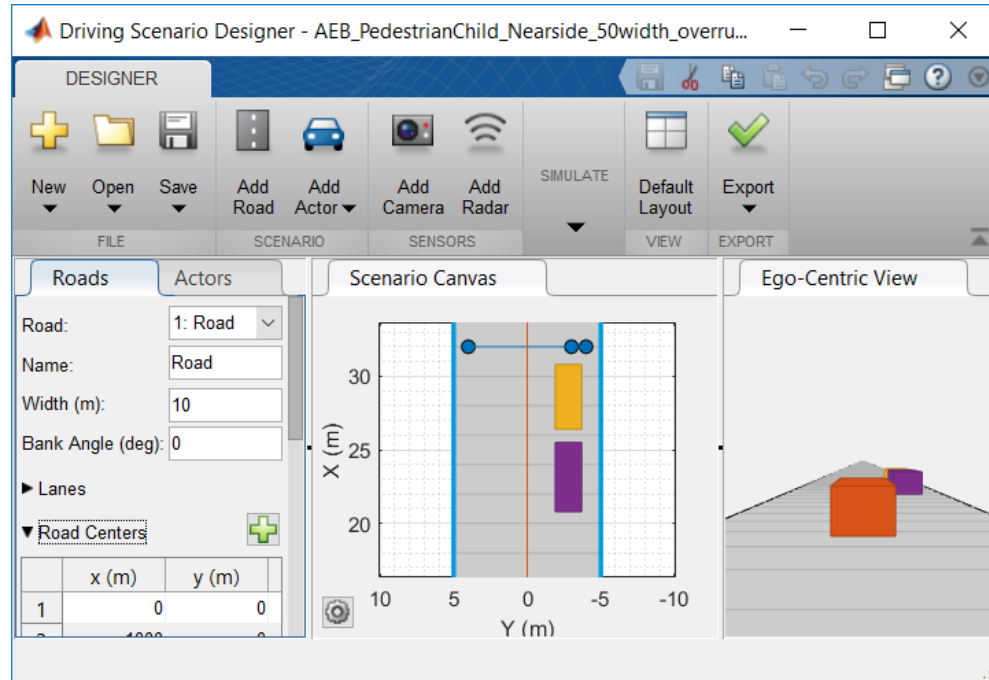 Driving Scenario Designer - AEB_PedestrianChild_Nearside_50width_overru...
DESIGNER
New
Open
Save
Add Road
Add Actor
Add Camera
Add Radar
SIMULATE
Default Layout
Export
FILE
SCENARIO
SENSORS
VIEW
EXPORT
Roads
Actors
Scenario Canvas
Ego-Centric View
Road: 1: Road
Name: Road
Width (m): 10
Bank Angle (deg): 0
Lanes
Road Centers
x (m) y (m)
1 0 0
X (m)
30
25
20
10 5 0 -5 -10
Y (m)